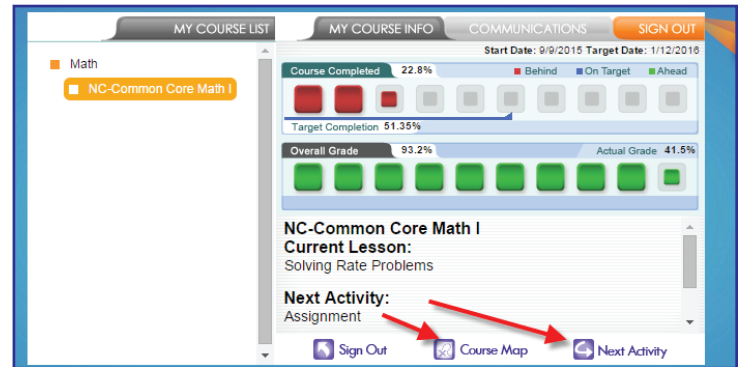 MY COURSE LIST
Math
NC-Common Core Math I
MY COURSE INFO COMMUNICATIONS SIGN OUT
Start Date: 9/9/2015 Target Date: 1/12/2016
Course Completed 22.8% Behind On Target Ahead
Target Completion 51.35%
Overall Grade 93.2% Actual Grade 41.5%
NC-Common Core Math I
Current Lesson:
Solving Rate Problems
Next Activity:
Assignment
Sign Out Course Map Next Activity